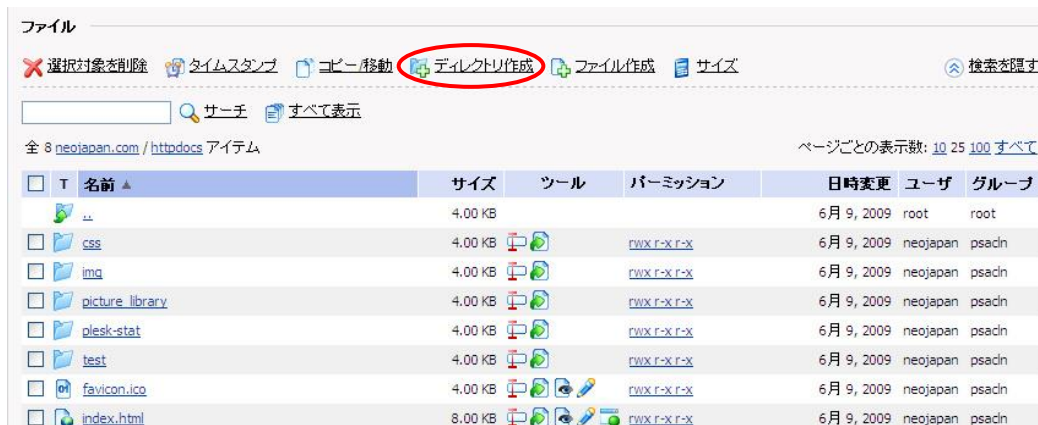 ファイル
選択対象を削除 タイムスタンプ コピー/移動 ディレクトリ作成 ファイル作成 サイズ 検索を隠す
サーチ すべて表示
全 8 neojapan.com / httpdocs アイテム ページごとの表示数: 10 25 100 すべて
T 名前 サイズ ツール パーミッション 日時変更 ユーザ グループ
.. 4.00 KB 6月 9, 2009 root root
css 4.00 KB rwx r-x r-x 6月 9, 2009 neojapan psacln
img 4.00 KB rwx r-x r-x 6月 9, 2009 neojapan psacln
picture_library 4.00 KB rwx r-x r-x 6月 9, 2009 neojapan psacln
plesk-stat 4.00 KB rwx r-x r-x 6月 9, 2009 neojapan psacln
test 4.00 KB rwx r-x r-x 6月 9, 2009 neojapan psacln
favicon.ico 4.00 KB rwx r-x r-x 6月 9, 2009 neojapan psacln
index.html 8.00 KB rwx r-x r-x 6月 9, 2009 neojapan psacln